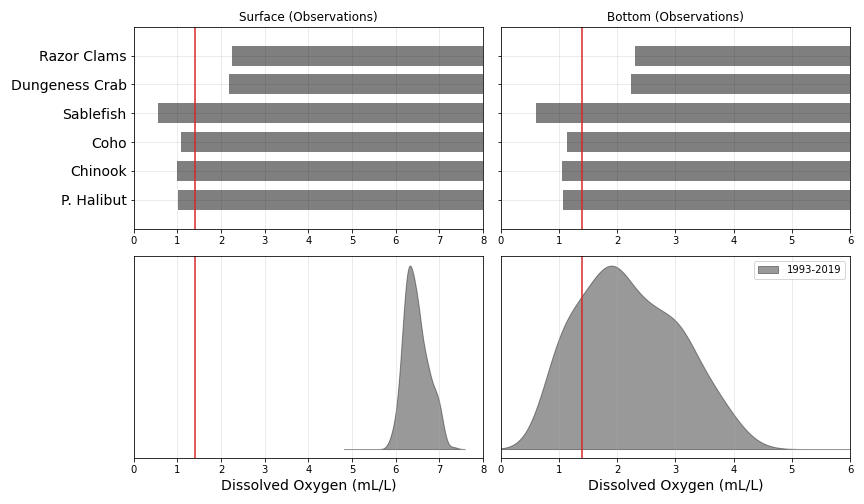 Surface (Observations)
Bottom (Observations)
Razor Clams
Dungeness Crab
Sablefish
Coho
Chinook
P. Halibut
0 1 2 3 4 5 6 7 8
0 1 2 3 4 5 6
1993-2019
0 1 2 3 4 5 6 7 8
0 1 2 3 4 5 6
Dissolved Oxygen (mL/L)
Dissolved Oxygen (mL/L)